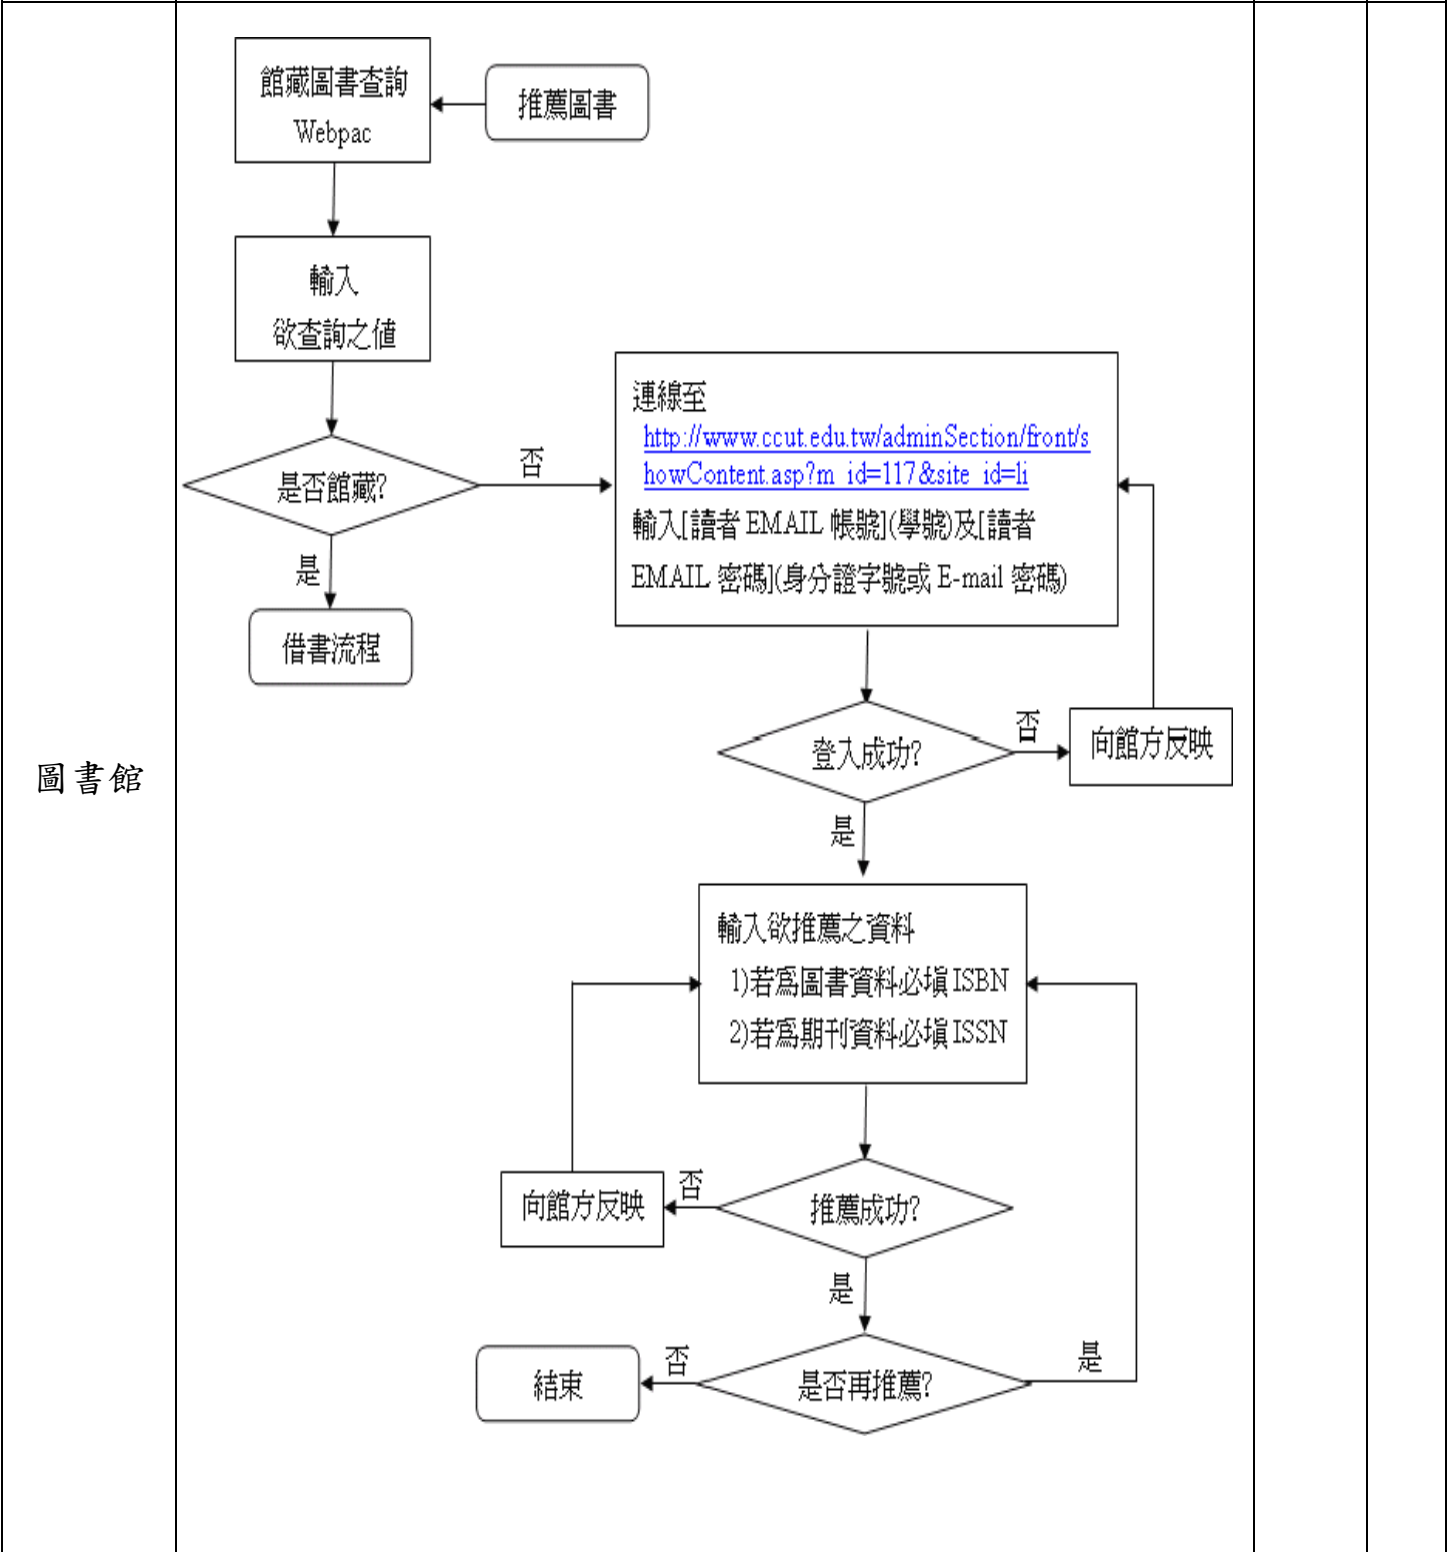 圖書館
館藏圖書查詢
Webpac
推薦圖書
輸入
欲查詢之值
是否館藏?
否
是
借書流程
連線至
http://www.ccut.edu.tw/adminSection/front/s
howContent.asp?m_id=117&site_id=li
輸入[讀者 EMAIL 帳號](學號)及[讀者
EMAIL 密碼](身分證字號或 E-mail 密碼)
登入成功?
否
向館方反映
是
輸入欲推薦之資料
1)若為圖書資料必填 ISBN
2)若為期刊資料必填 ISSN
推薦成功?
否
向館方反映
是
是否再推薦?
是
否
結束